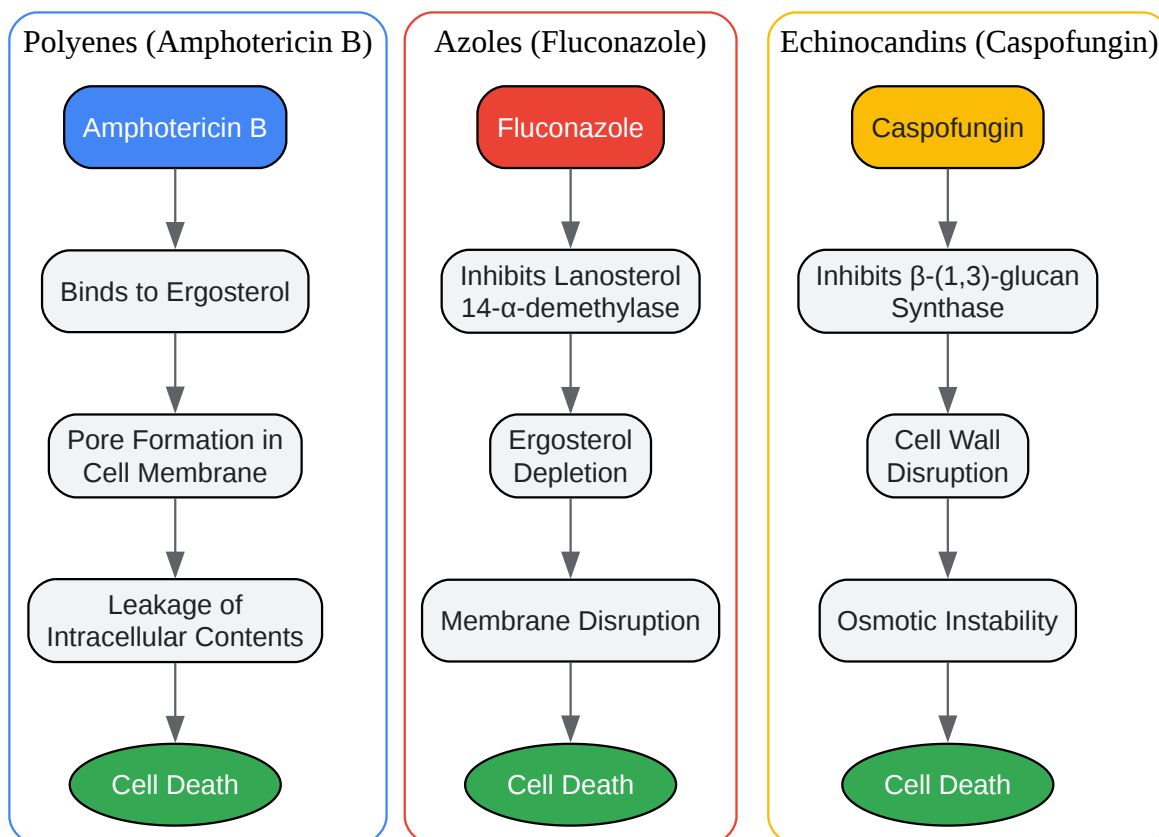 Polyenes (Amphotericin B)
Amphotericin B
Binds to Ergosterol
Pore Formation in
Cell Membrane
Leakage of
Intracellular Contents
Cell Death
Azoles (Fluconazole)
Fluconazole
Inhibits Lanosterol
14-α-demethylase
Ergosterol
Depletion
Membrane Disruption
Cell Death
Echinocandins (Caspofungin)
Caspofungin
Inhibits β-(1,3)-glucan
Synthase
Cell Wall
Disruption
Osmotic Instability
Cell Death